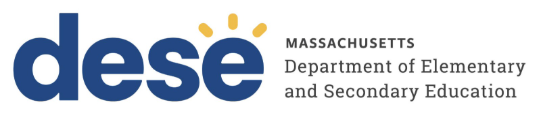 dese
MASSACHUSETTS
Department of Elementary
and Secondary Education